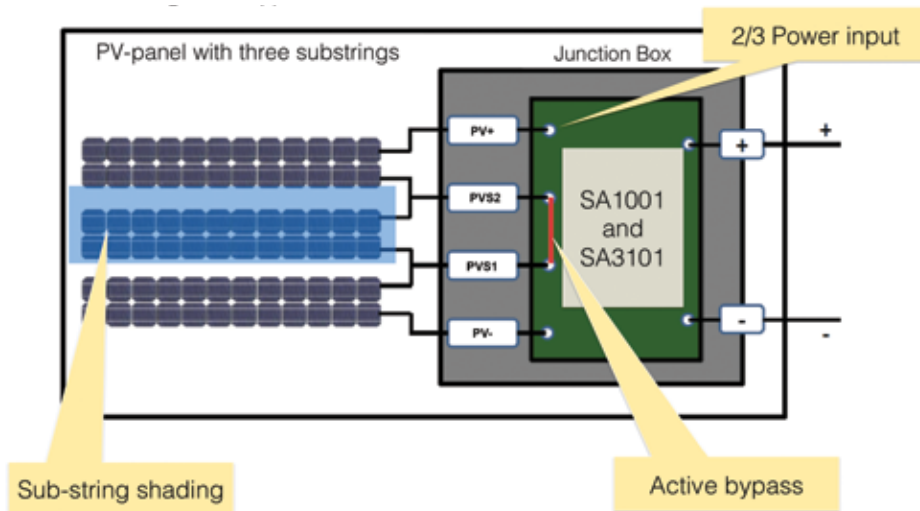 2/3 Power input
PV-panel with three substrings
Junction Box
PV+
+
+
PVS2
SA1001
and
SA3101
PVS1
PV-
-
-
Sub-string shading
Active bypass